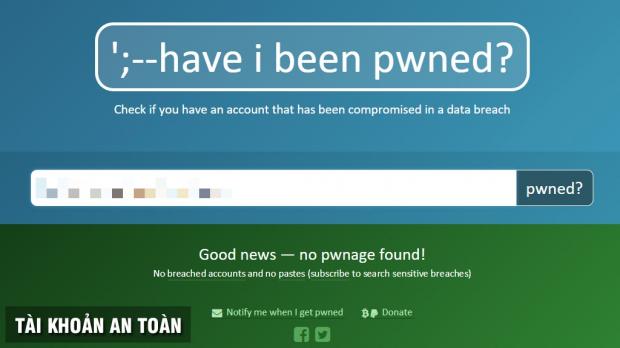 ';--have i been pwned?
Check if you have an account that has been compromised in a data breach
pwned?
Good news — no pwnage found!
No breached accounts and no pastes (subscribe to search sensitive breaches)
Notify me when I get pwned Donate
TÀI KHOẢN AN TOÀN